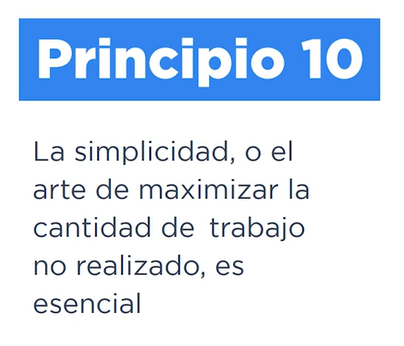 Principio 10
La simplicidad, o el
arte de maximizar la
cantidad de trabajo
no realizado, es
esencial